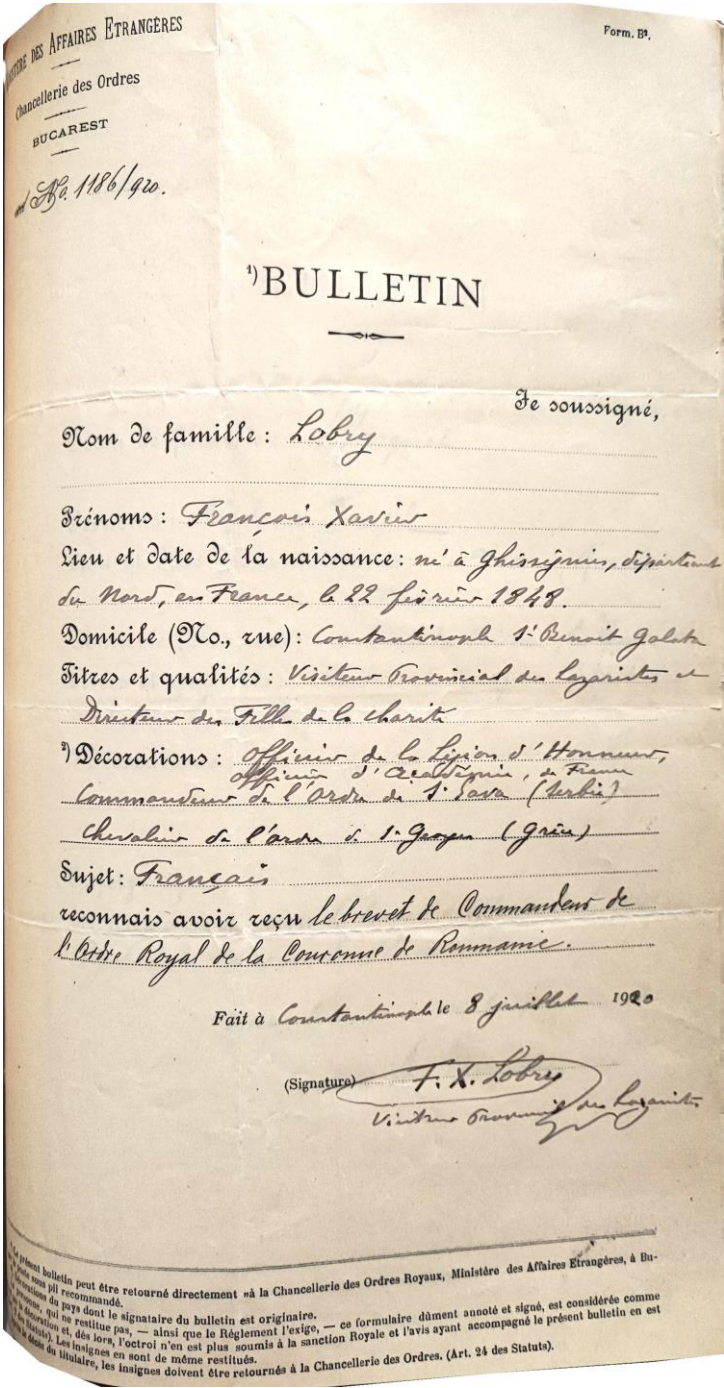 DES AFFAIRES ETRANGÈRES
Chancellerie des Ordres
BUCAREST
No. 1186/920.
Form. B².
¹) BULLETIN
Je soussigné,
Nom de famille : Lobry
Prénoms : François Xavier
Lieu et date de la naissance : né à Ghissignies, département
du Nord, en France, le 22 février 1848.
Domicile (No., rue) : Constantinople St Benoit Galata
Titres et qualités : Visiteur Provincial des Lazaristes et
Directeur des Filles de la charité
²) Décorations : officier de la Légion d'Honneur,
officier d'Académie, de France
Commandeur de l'Ordre de St Sava (Serbie)
Chevalier de l'ordre de St Georges (Grèce)
Sujet : Français
reconnais avoir reçu le brevet de Commandeur de
l'Ordre Royal de la Couronne de Roumanie.
Fait à Constantinople le 8 juillet 1920
(Signature) F. X. Lobry
Visiteur Provincial des Lazaristes
présent bulletin peut être retourné directement »à la Chancellerie des Ordres Royaux, Ministère des Affaires Etrangères, à Bu-
sous pli recommandé.
du pays dont le signataire du bulletin est originaire.
qui ne restitue pas, — ainsi que le Règlement l'exige, — ce formulaire dûment annoté et signé, est considérée comme
décoration et, dès lors, l'octroi n'en est plus soumis à la sanction Royale et l'avis ayant accompagné le présent bulletin en est
Les insignes en sont de même restitués.
du titulaire, les insignes doivent être retournés à la Chancellerie des Ordres. (Art. 24 des Statuts).